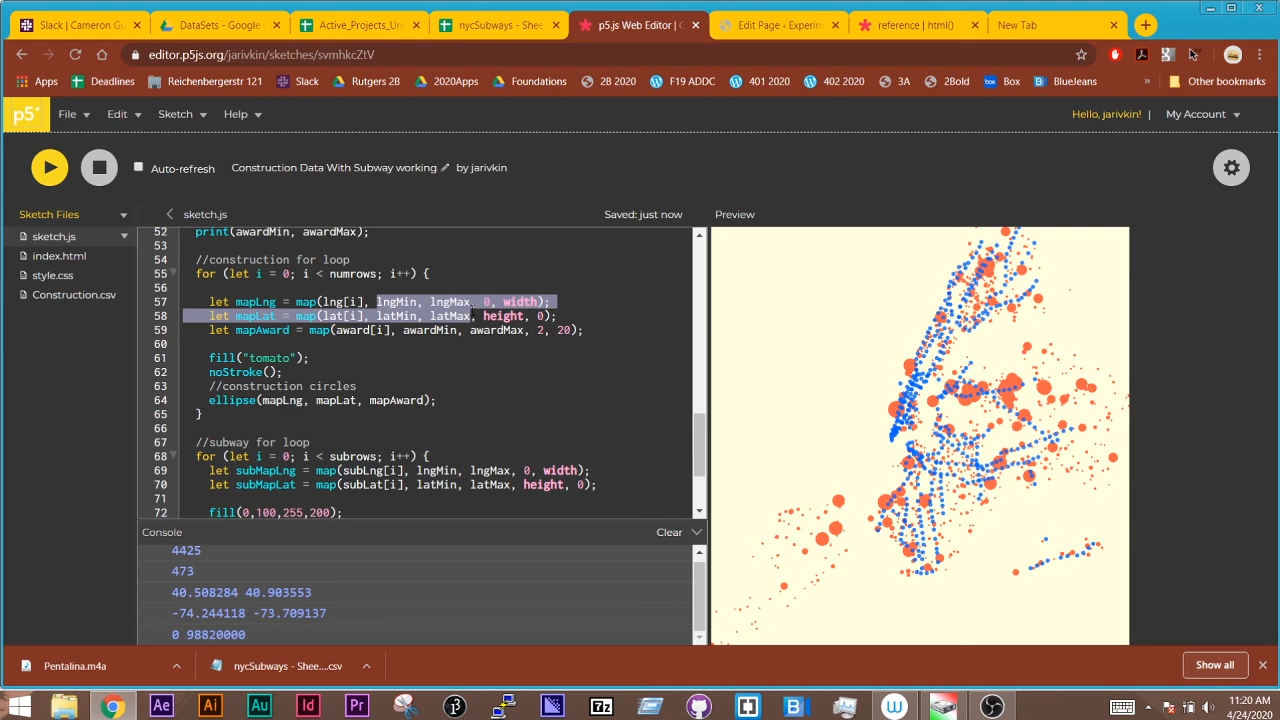 Slack | Cameron Gu
DataSets - Google
Active_Projects_Un
nycSubways - Shee
p5.js Web Editor | C
Edit Page ‹ Experim
reference | html()
New Tab
editor.p5js.org/jarivkin/sketches/svmhkcZtV
Apps
Deadlines
Reichenbergerstr 121
Slack
Rutgers 2B
2020Apps
Foundations
2B 2020
F19 ADDC
401 2020
402 2020
3A
2Bold
Box
BlueJeans
»
Other bookmarks
p5*
File
Edit
Sketch
Help
Hello, jarivkin! |
My Account
Auto-refresh
Construction Data With Subway working
by jarivkin
Sketch Files
sketch.js
Saved: just now
Preview
sketch.js
index.html
style.css
Construction.csv
52 print(awardMin, awardMax);
53
54 //construction for loop
55 for (let i = 0; i < numrows; i++) {
56
57 let mapLng = map(lng[i], lngMin, lngMax, 0, width);
58 let mapLat = map(lat[i], latMin, latMax, height, 0);
59 let mapAward = map(award[i], awardMin, awardMax, 2, 20);
60
61 fill("tomato");
62 noStroke();
63 //construction circles
64 ellipse(mapLng, mapLat, mapAward);
65 }
66
67 //subway for loop
68 for (let i = 0; i < subrows; i++) {
69 let subMapLng = map(subLng[i], lngMin, lngMax, 0, width);
70 let subMapLat = map(subLat[i], latMin, latMax, height, 0);
71
72 fill(0,100,255,200);
Console
Clear
4425
473
40.508284 40.903553
-74.244118 -73.709137
0 98820000
Pentalina.m4a
nycSubways - Shee....csv
Show all
Ae
Ai
Au
Id
Pr
7z
B
W
11:20 AM
4/24/2020